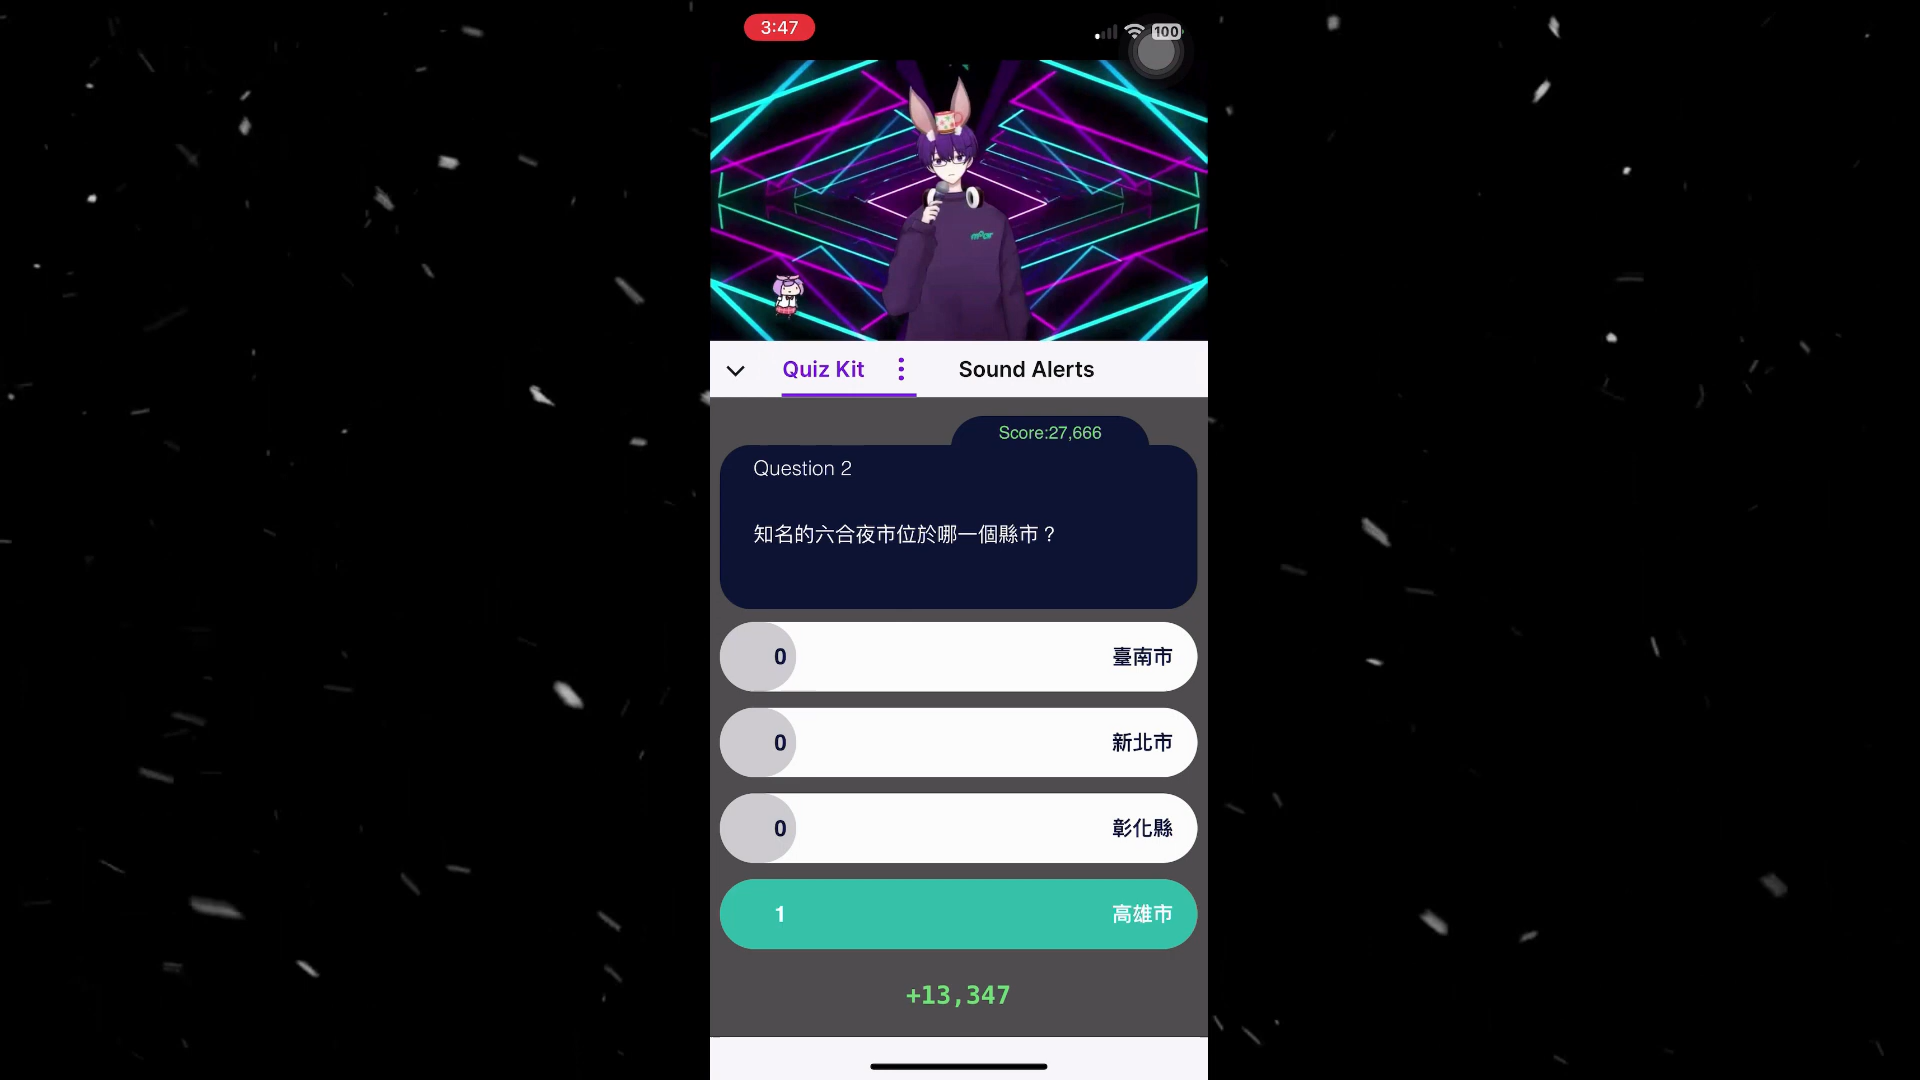 3:47
100
Quiz Kit
Sound Alerts
Score:27,666
Question 2
知名的六合夜市位於哪一個縣市？
0 臺南市
0 新北市
0 彰化縣
1 高雄市
+13,347